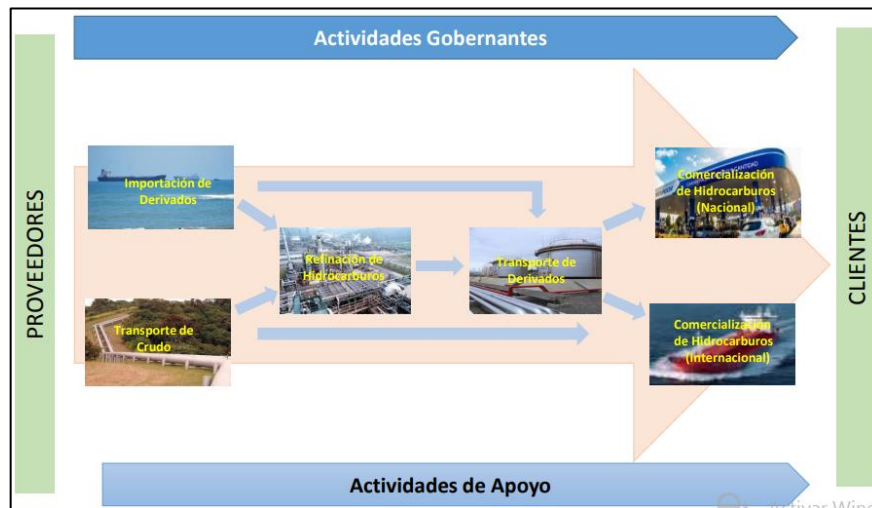 Actividades Gobernantes
PROVEEDORES
CLIENTES
Importación de
Derivados
Comercialización
de Hidrocarburos
(Nacional)
Refinación de
Hidrocarburos
Transporte de
Derivados
Transporte de
Crudo
Comercialización
de Hidrocarburos
(Internacional)
Actividades de Apoyo